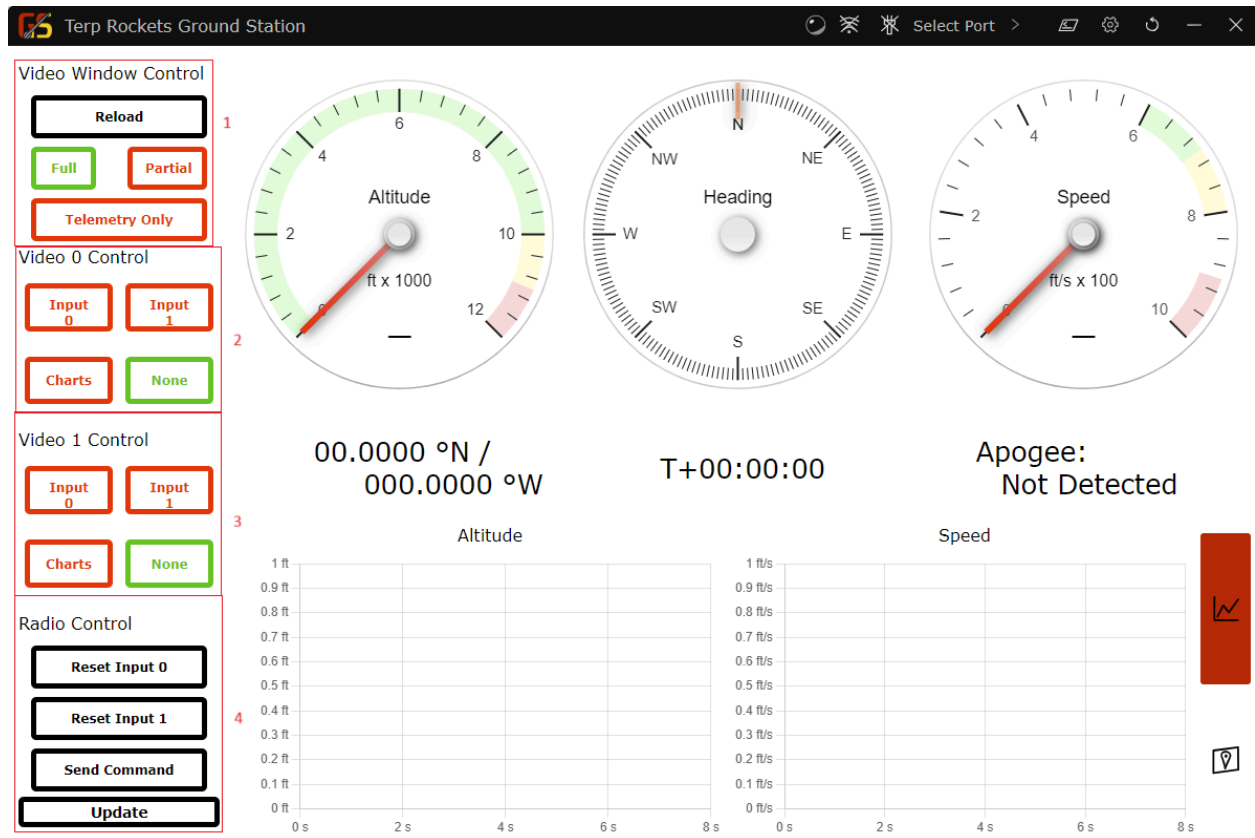 GS Terp Rockets Ground Station
Select Port >
Video Window Control
Reload
1
Full
Partial
Telemetry Only
Video 0 Control
Input 0
Input 1
2
Charts
None
Video 1 Control
Input 0
Input 1
3
Charts
None
Radio Control
Reset Input 0
Reset Input 1
4
Send Command
Update
Altitude
ft x 1000
0
2
4
6
8
10
12
Heading
N
NE
E
SE
S
SW
W
NW
Speed
ft/s x 100
0
2
4
6
8
10
00.0000 °N /
000.0000 °W
T+00:00:00
Apogee:
Not Detected
Altitude
1 ft
0.9 ft
0.8 ft
0.7 ft
0.6 ft
0.5 ft
0.4 ft
0.3 ft
0.2 ft
0.1 ft
0 ft
0 s
2 s
4 s
6 s
8 s
Speed
1 ft/s
0.9 ft/s
0.8 ft/s
0.7 ft/s
0.6 ft/s
0.5 ft/s
0.4 ft/s
0.3 ft/s
0.2 ft/s
0.1 ft/s
0 ft/s
0 s
2 s
4 s
6 s
8 s